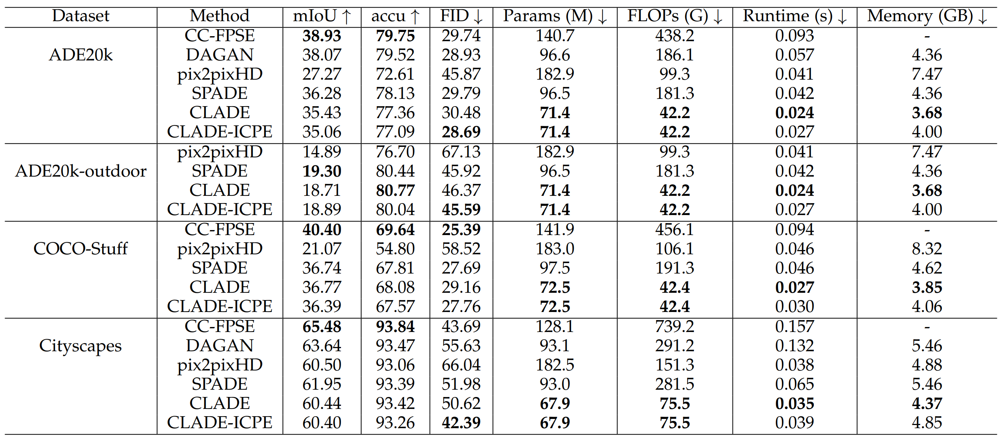 Dataset Method mIoU ↑ accu ↑ FID ↓ Params (M) ↓ FLOPs (G) ↓ Runtime (s) ↓ Memory (GB) ↓
CC-FPSE 38.93 79.75 29.74 140.7 438.2 0.093 -
ADE20k DAGAN 38.07 79.52 28.93 96.6 186.1 0.057 4.36
pix2pixHD 27.27 72.61 45.87 182.9 99.3 0.041 7.47
SPADE 36.28 78.13 29.79 96.5 181.3 0.042 4.36
CLADE 35.43 77.36 30.48 71.4 42.2 0.024 3.68
CLADE-ICPE 35.06 77.09 28.69 71.4 42.2 0.027 4.00
pix2pixHD 14.89 76.70 67.13 182.9 99.3 0.041 7.47
ADE20k-outdoor SPADE 19.30 80.44 45.92 96.5 181.3 0.042 4.36
CLADE 18.71 80.77 46.37 71.4 42.2 0.024 3.68
CLADE-ICPE 18.89 80.04 45.59 71.4 42.2 0.027 4.00
CC-FPSE 40.40 69.64 25.39 141.9 456.1 0.094 -
COCO-Stuff pix2pixHD 21.07 54.80 58.52 183.0 106.1 0.046 8.32
SPADE 36.74 67.81 27.69 97.5 191.3 0.046 4.62
CLADE 36.77 68.08 29.16 72.5 42.4 0.027 3.85
CLADE-ICPE 36.39 67.57 27.76 72.5 42.4 0.030 4.06
CC-FPSE 65.48 93.84 43.69 128.1 739.2 0.157 -
Cityscapes DAGAN 63.64 93.47 55.63 93.1 291.2 0.132 5.46
pix2pixHD 60.50 93.06 66.04 182.5 151.3 0.038 4.88
SPADE 61.95 93.39 51.98 93.0 281.5 0.065 5.46
CLADE 60.44 93.42 50.62 67.9 75.5 0.035 4.37
CLADE-ICPE 60.40 93.26 42.39 67.9 75.5 0.039 4.85